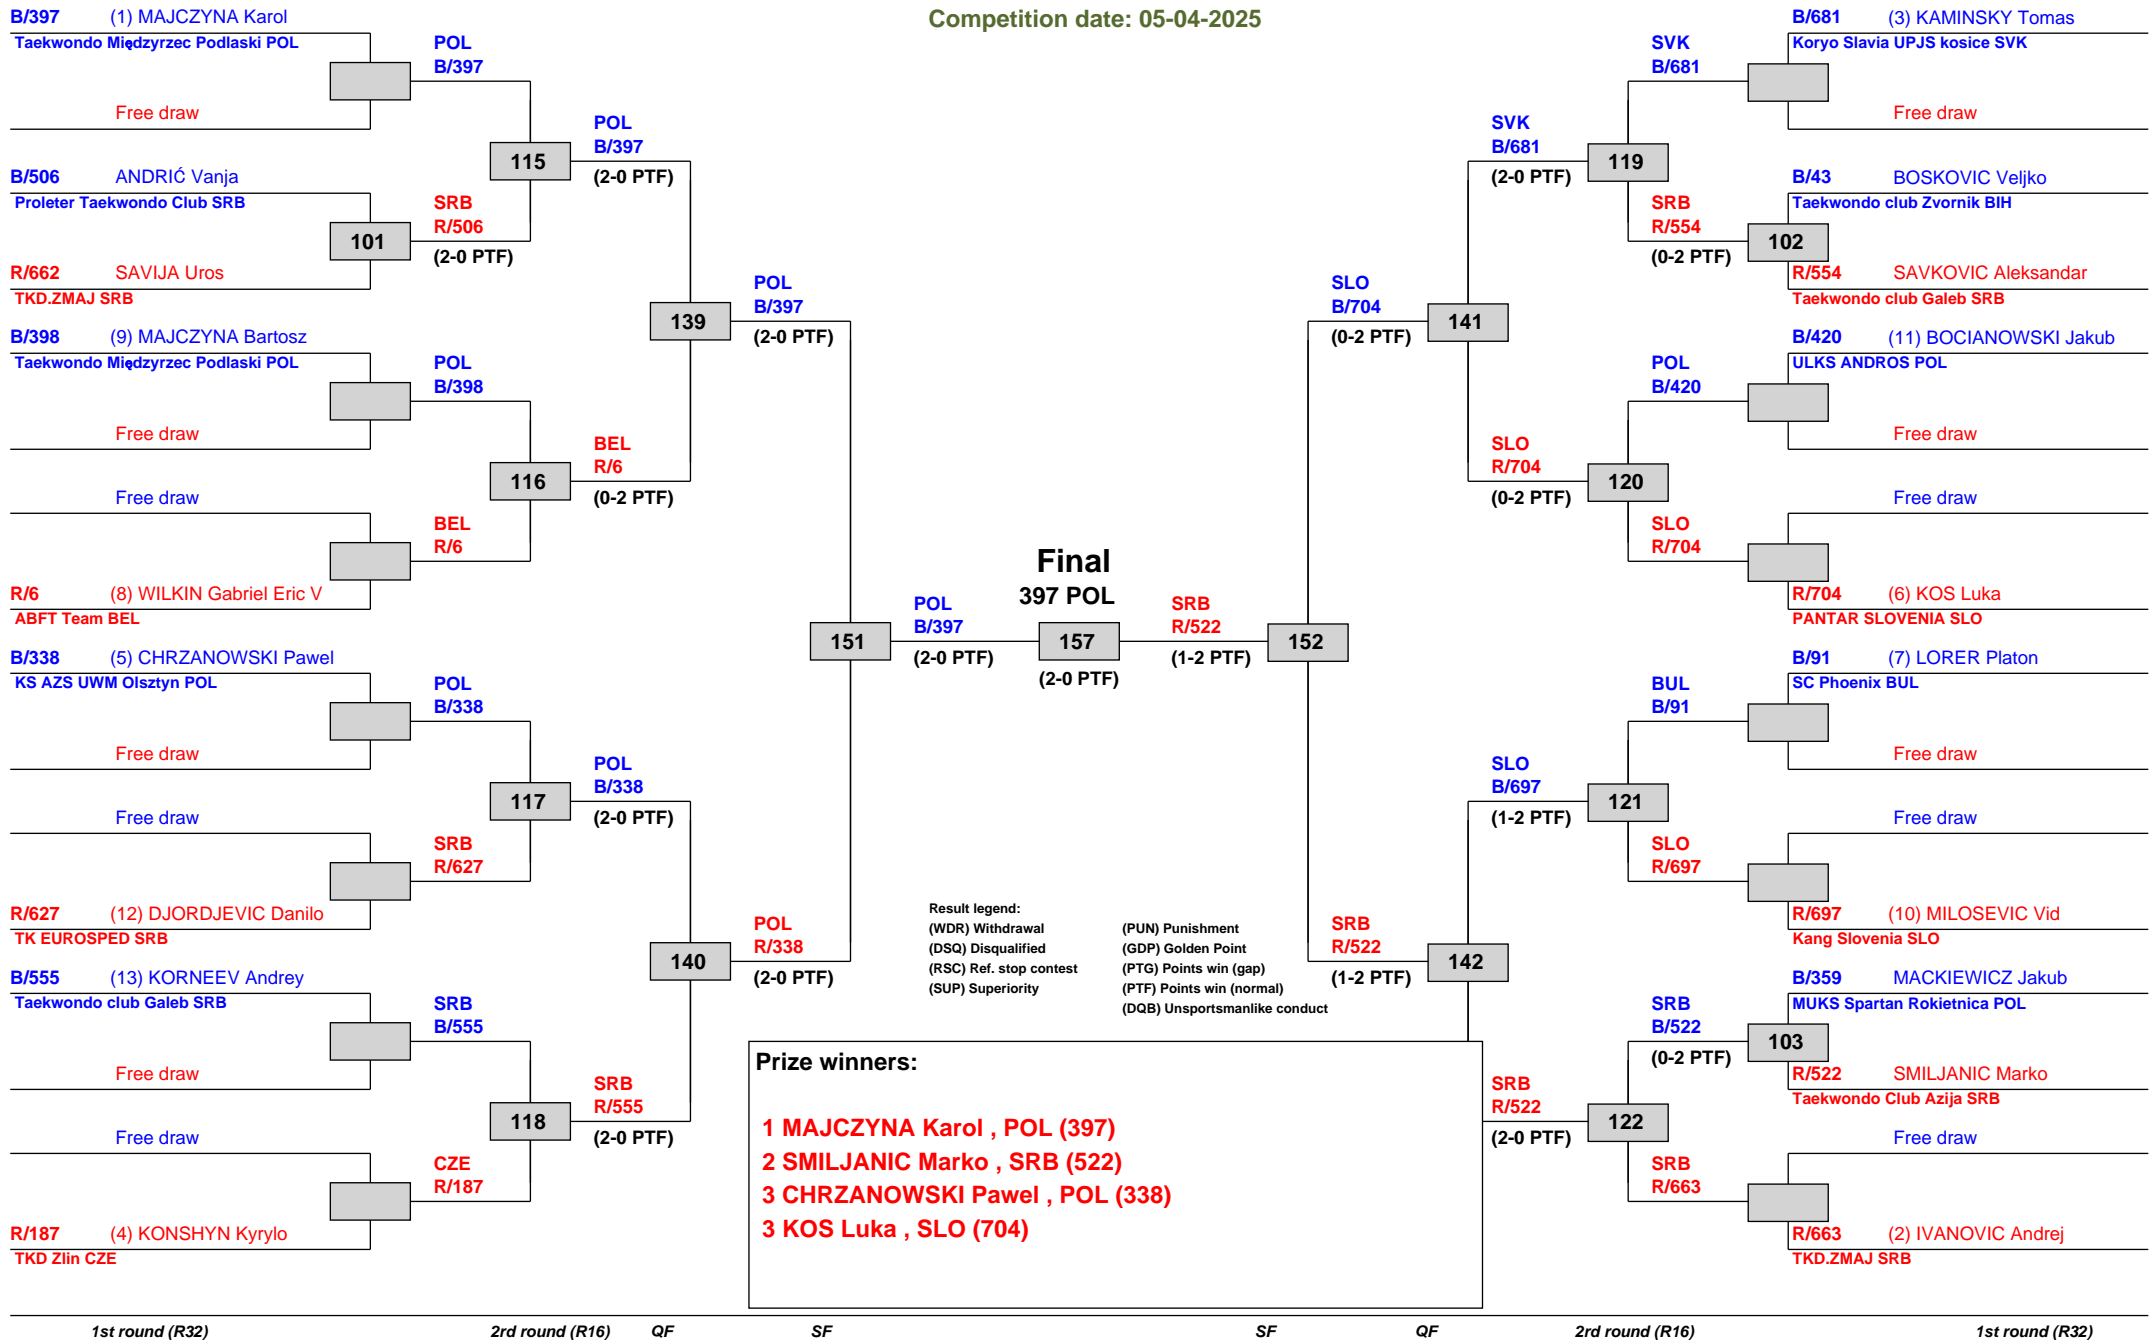 Competition date: 05-04-2025
B/397 (1) MAJCZYNA Karol
Taekwondo Międzyrzec Podlaski POL
Free draw
B/506 ANDRIĆ Vanja
Proleter Taekwondo Club SRB
101
R/662 SAVIJA Uros
TKD.ZMAJ SRB
B/398 (9) MAJCZYNA Bartosz
Taekwondo Międzyrzec Podlaski POL
Free draw
Free draw
R/6 (8) WILKIN Gabriel Eric V
ABFT Team BEL
B/338 (5) CHRZANOWSKI Pawel
KS AZS UWM Olsztyn POL
Free draw
Free draw
R/627 (12) DJORDJEVIC Danilo
TK EUROSPED SRB
B/555 (13) KORNEEV Andrey
Taekwondo club Galeb SRB
Free draw
Free draw
R/187 (4) KONSHYN Kyrylo
TKD Zlin CZE
POL
B/397
115
SRB
R/506
(2-0 PTF)
POL
B/398
116
BEL
R/6
POL
B/338
117
SRB
R/627
SRB
B/555
118
CZE
R/187
POL
B/397
(2-0 PTF)
139
BEL
R/6
(0-2 PTF)
POL
B/338
(2-0 PTF)
140
SRB
R/555
(2-0 PTF)
POL
B/397
(2-0 PTF)
151
POL
R/338
(2-0 PTF)
POL
B/397
(2-0 PTF)
Final
397 POL
157
(2-0 PTF)
SRB
R/522
(1-2 PTF)
152
SLO
B/704
(0-2 PTF)
SRB
R/522
(1-2 PTF)
141
142
SVK
B/681
(2-0 PTF)
SLO
R/704
(0-2 PTF)
SLO
B/697
(1-2 PTF)
SRB
R/522
(2-0 PTF)
119
120
121
122
SVK
B/681
SRB
R/554
(0-2 PTF)
POL
B/420
SLO
R/704
BUL
B/91
SLO
R/697
SRB
B/522
(0-2 PTF)
SRB
R/663
B/681 (3) KAMINSKY Tomas
Koryo Slavia UPJS kosice SVK
Free draw
B/43 BOSKOVIC Veljko
Taekwondo club Zvornik BIH
102
R/554 SAVKOVIC Aleksandar
Taekwondo club Galeb SRB
B/420 (11) BOCIANOWSKI Jakub
ULKS ANDROS POL
Free draw
Free draw
R/704 (6) KOS Luka
PANTAR SLOVENIA SLO
B/91 (7) LORER Platon
SC Phoenix BUL
Free draw
Free draw
R/697 (10) MILOSEVIC Vid
Kang Slovenia SLO
B/359 MACKIEWICZ Jakub
MUKS Spartan Rokietnica POL
103
R/522 SMILJANIC Marko
Taekwondo Club Azija SRB
Free draw
R/663 (2) IVANOVIC Andrej
TKD.ZMAJ SRB
Result legend:
(WDR) Withdrawal (PUN) Punishment
(DSQ) Disqualified (GDP) Golden Point
(RSC) Ref. stop contest (PTG) Points win (gap)
(SUP) Superiority (PTF) Points win (normal)
(DQB) Unsportsmanlike conduct
Prize winners:
1 MAJCZYNA Karol , POL (397)
2 SMILJANIC Marko , SRB (522)
3 CHRZANOWSKI Pawel , POL (338)
3 KOS Luka , SLO (704)
1st round (R32) 2rd round (R16) QF SF SF QF 2rd round (R16) 1st round (R32)